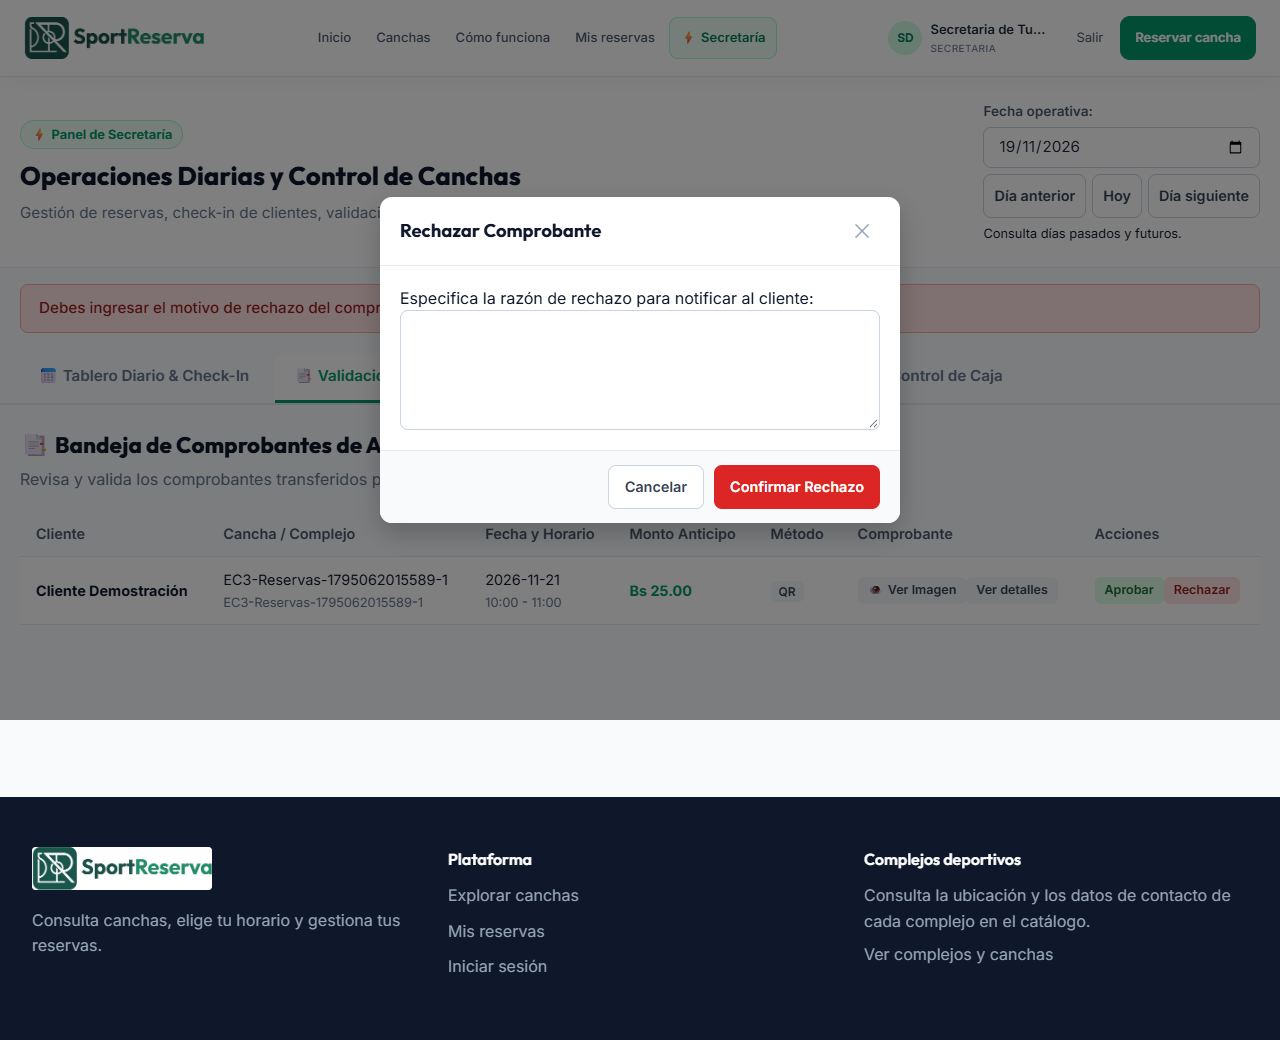 SportReserva
Inicio
Canchas
Cómo funciona
Mis reservas
Secretaría
SD
Secretaria de Tu...
SECRETARIA
Salir
Reservar cancha
Panel de Secretaría
Operaciones Diarias y Control de Canchas
Gestión de reservas, check-in de clientes, validaci
Fecha operativa:
19/11/2026
Día anterior
Hoy
Día siguiente
Consulta días pasados y futuros.
Debes ingresar el motivo de rechazo del compr
Tablero Diario & Check-In
Validacio
ontrol de Caja
Rechazar Comprobante
Especifica la razón de rechazo para notificar al cliente:
Cancelar
Confirmar Rechazo
Bandeja de Comprobantes de A
Revisa y valida los comprobantes transferidos p
Cliente
Cancha / Complejo
Fecha y Horario
Monto Anticipo
Método
Comprobante
Acciones
Cliente Demostración
EC3-Reservas-1795062015589-1
EC3-Reservas-1795062015589-1
2026-11-21
10:00 - 11:00
Bs 25.00
QR
Ver Imagen
Ver detalles
Aprobar
Rechazar
SportReserva
Consulta canchas, elige tu horario y gestiona tus
reservas.
Plataforma
Explorar canchas
Mis reservas
Iniciar sesión
Complejos deportivos
Consulta la ubicación y los datos de contacto de
cada complejo en el catálogo.
Ver complejos y canchas